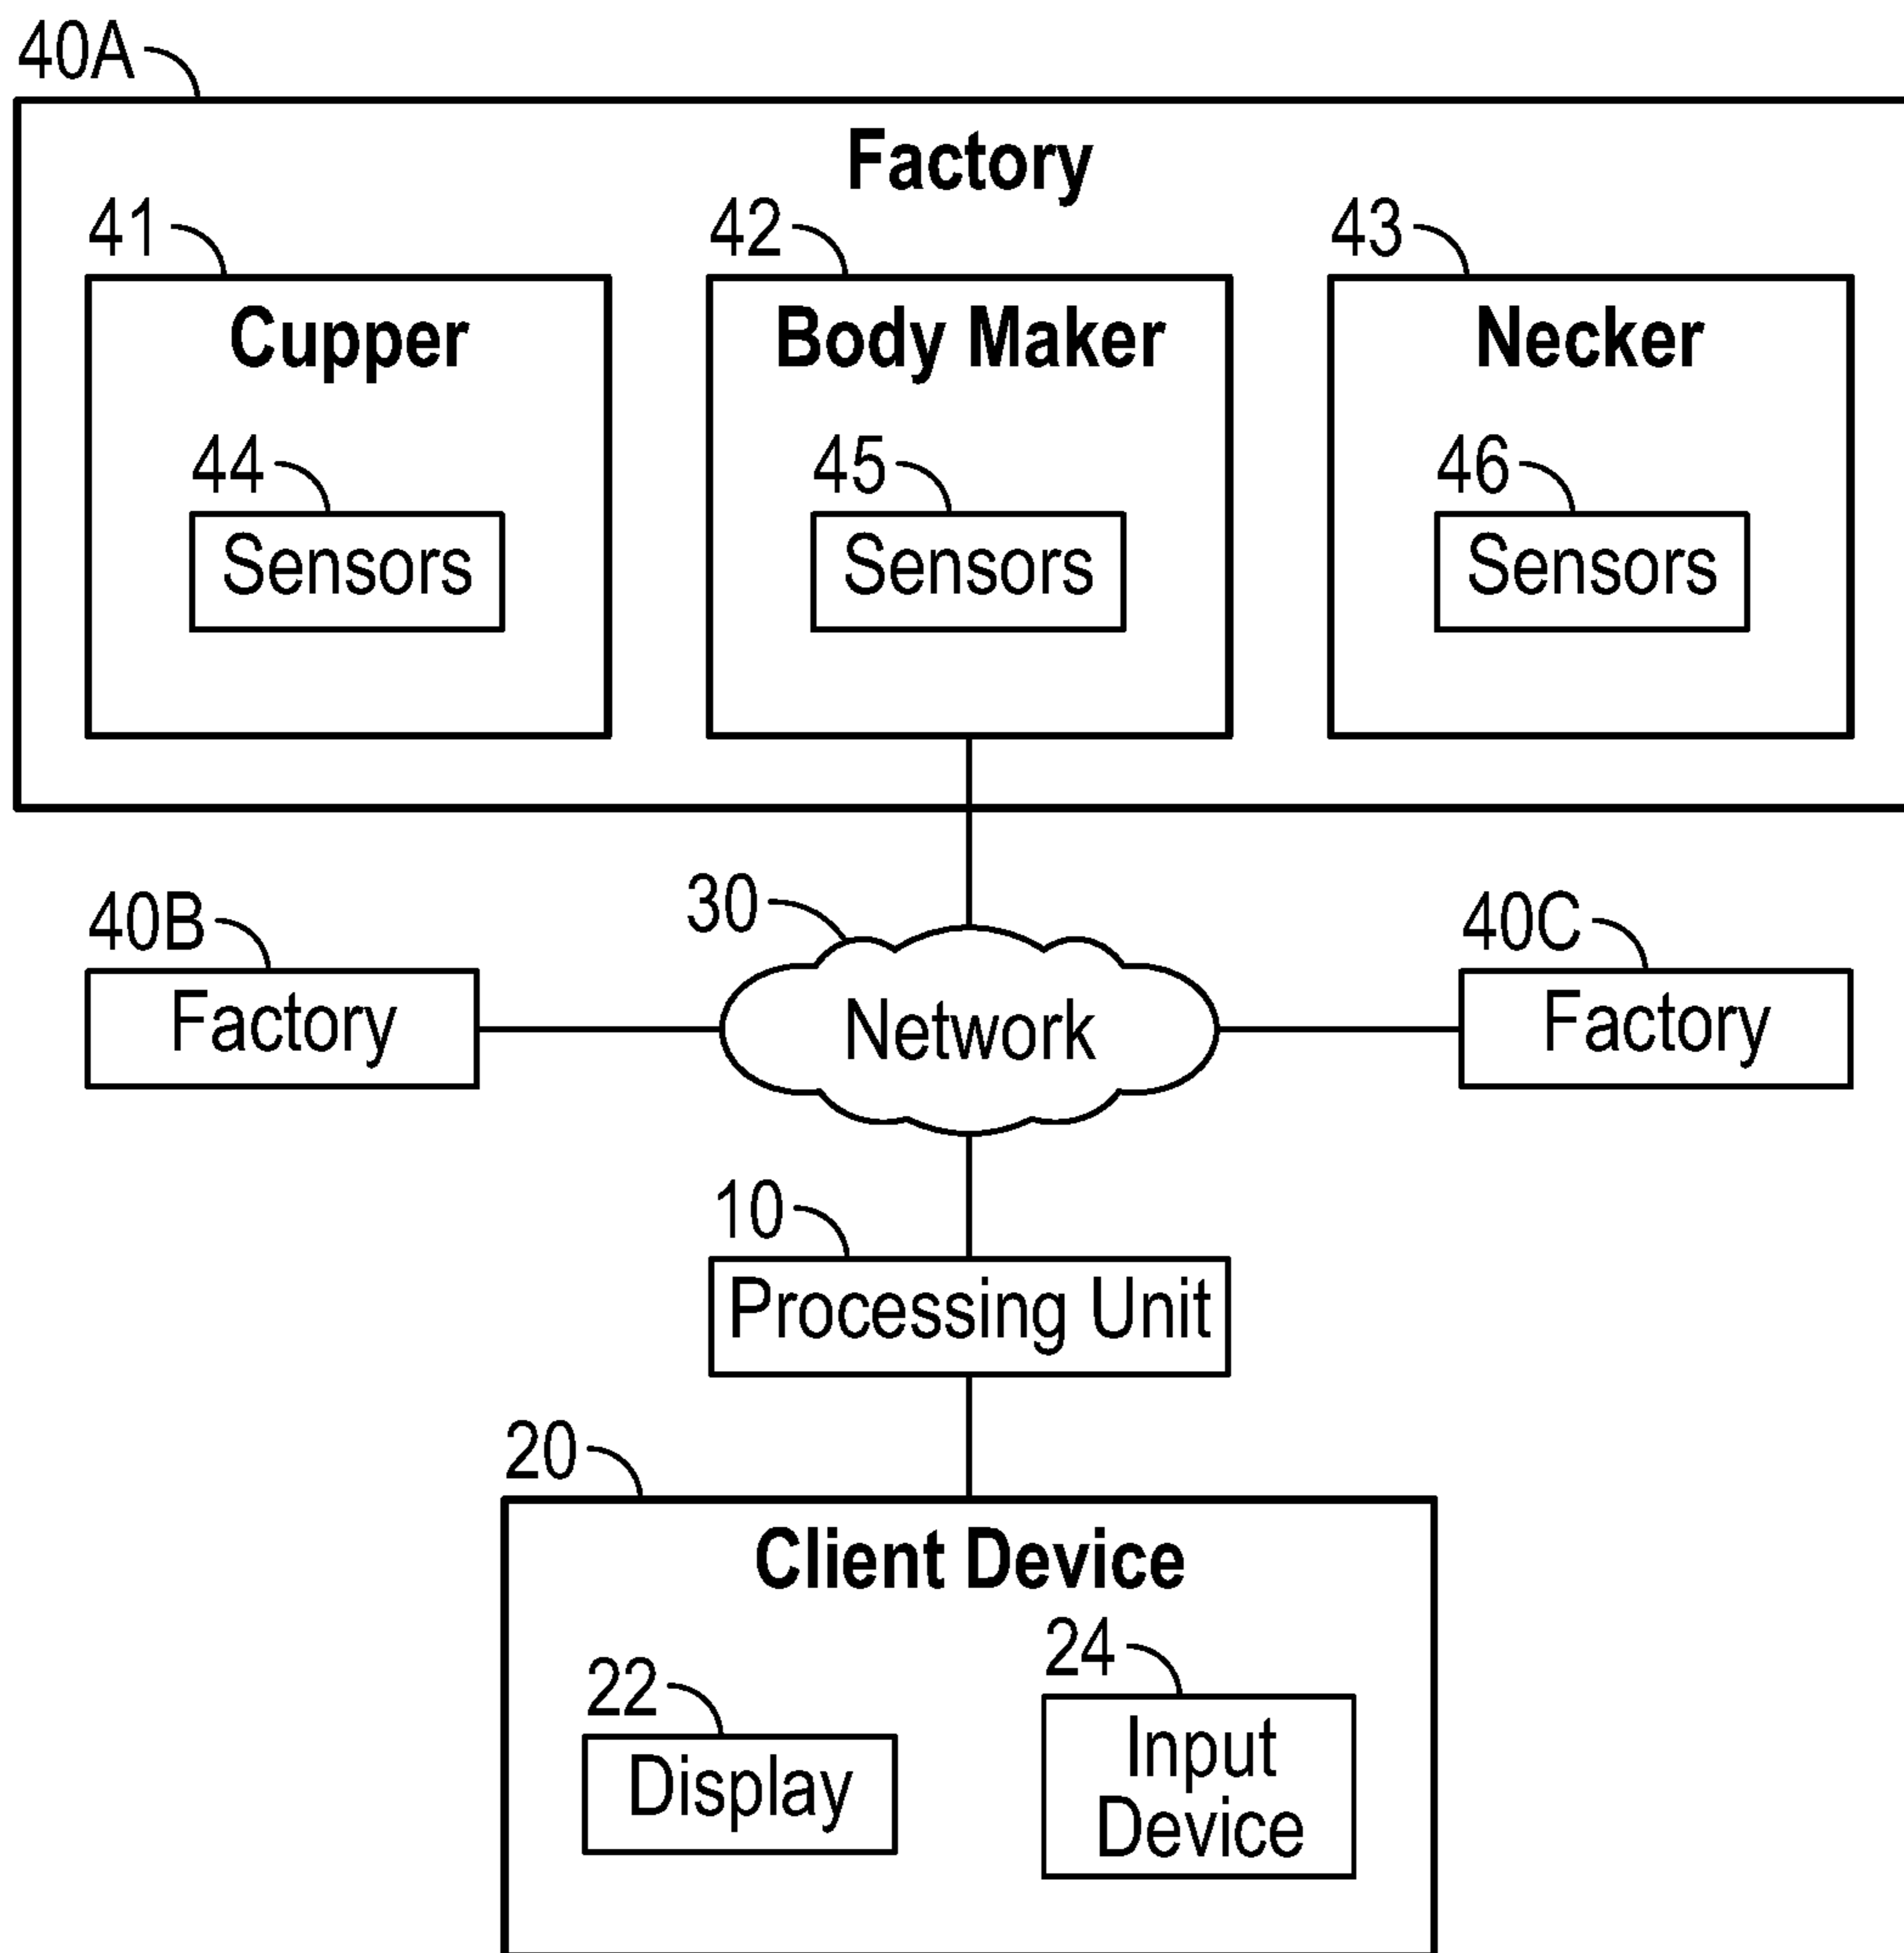 40A
Factory
41
42
43
Cupper
Body Maker
Necker
44
45
46
Sensors
Sensors
Sensors
30
40B
40C
Factory
Network
Factory
10
Processing Unit
20
Client Device
22
24
Display
Input
Device